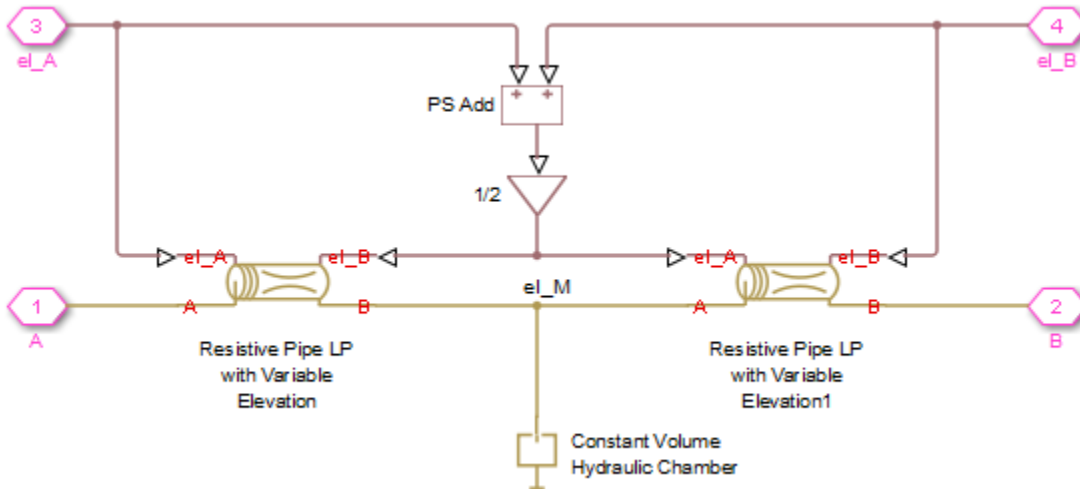 3
el_A
4
el_B
PS Add
+ +
1/2
el_A
el_B
el_A
el_B
el_M
1
A
A
B
A
B
2
B
Resistive Pipe LP
with Variable
Elevation
Resistive Pipe LP
with Variable
Elevation1
Constant Volume
Hydraulic Chamber